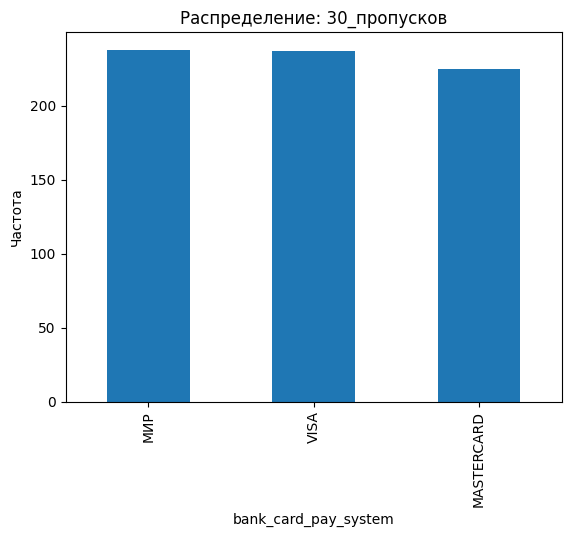 Распределение: 30_пропусков
Частота
200
150
100
50
0
МИР
VISA
MASTERCARD
bank_card_pay_system